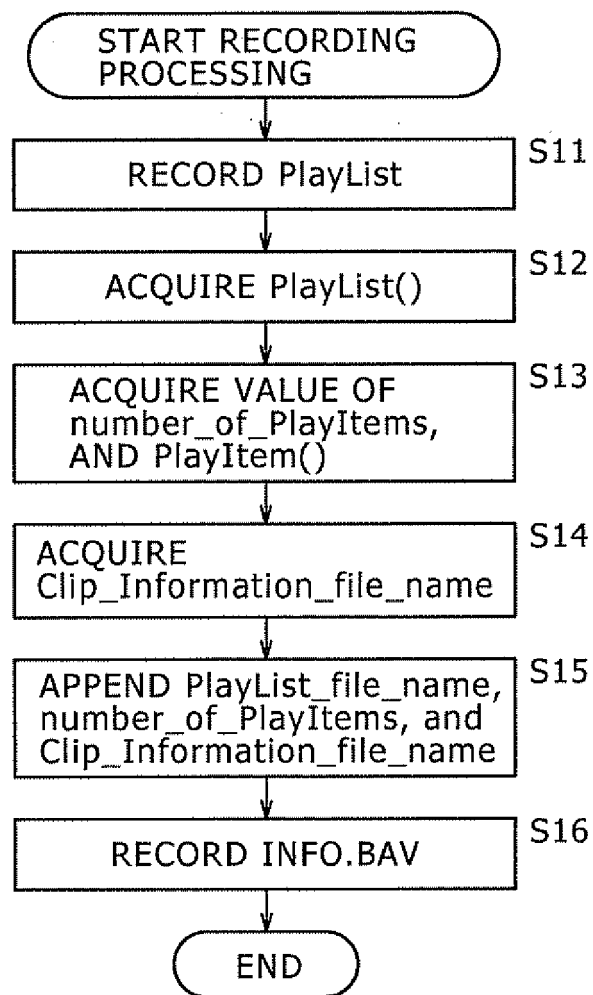 START RECORDING
PROCESSING
RECORD PlayList
S11
ACQUIRE PlayList()
S12
ACQUIRE VALUE OF
number_of_PlayItems,
AND PlayItem()
S13
ACQUIRE
Clip_Information_file_name
S14
APPEND PlayList_file_name,
number_of_PlayItems, and
Clip_Information_file_name
S15
RECORD INFO.BAV
S16
END